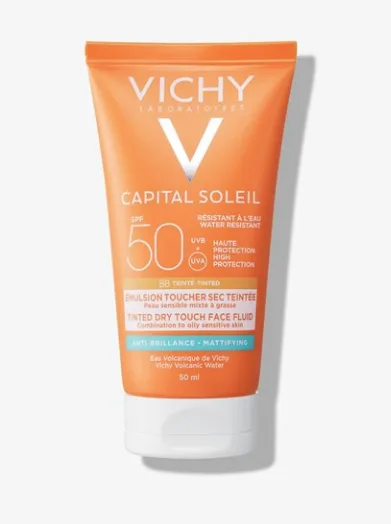 VICHY
LABORATOIRES
V
CAPITAL SOLEIL
SPF
50
UVB
+
UVA
RÉSISTANT À L'EAU
WATER RESISTANT
HAUTE
PROTECTION
HIGH
PROTECTION
BB TEINTÉ-TINTED
EMULSION TOUCHER SEC TEINTÉE
Peau sensible mixte à grasse
TINTED DRY TOUCH FACE FLUID
Combination to oily sensitive skin
ANTI-BRILLANCE - MATTIFYING
Eau Volcanique de Vichy
Vichy Volcanic Water
50 ml